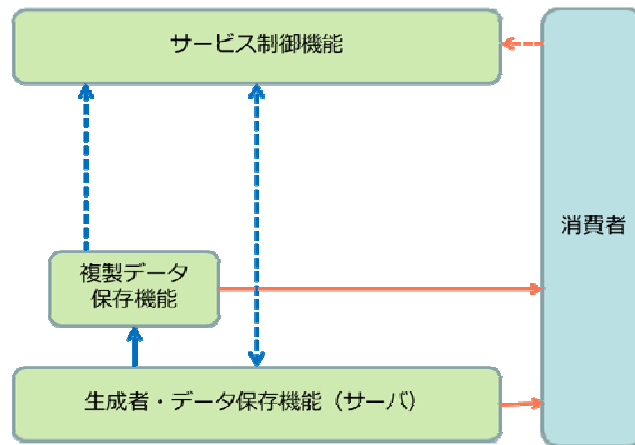 サービス制御機能
消費者
複製データ
保存機能
生成者・データ保存機能（サーバ）